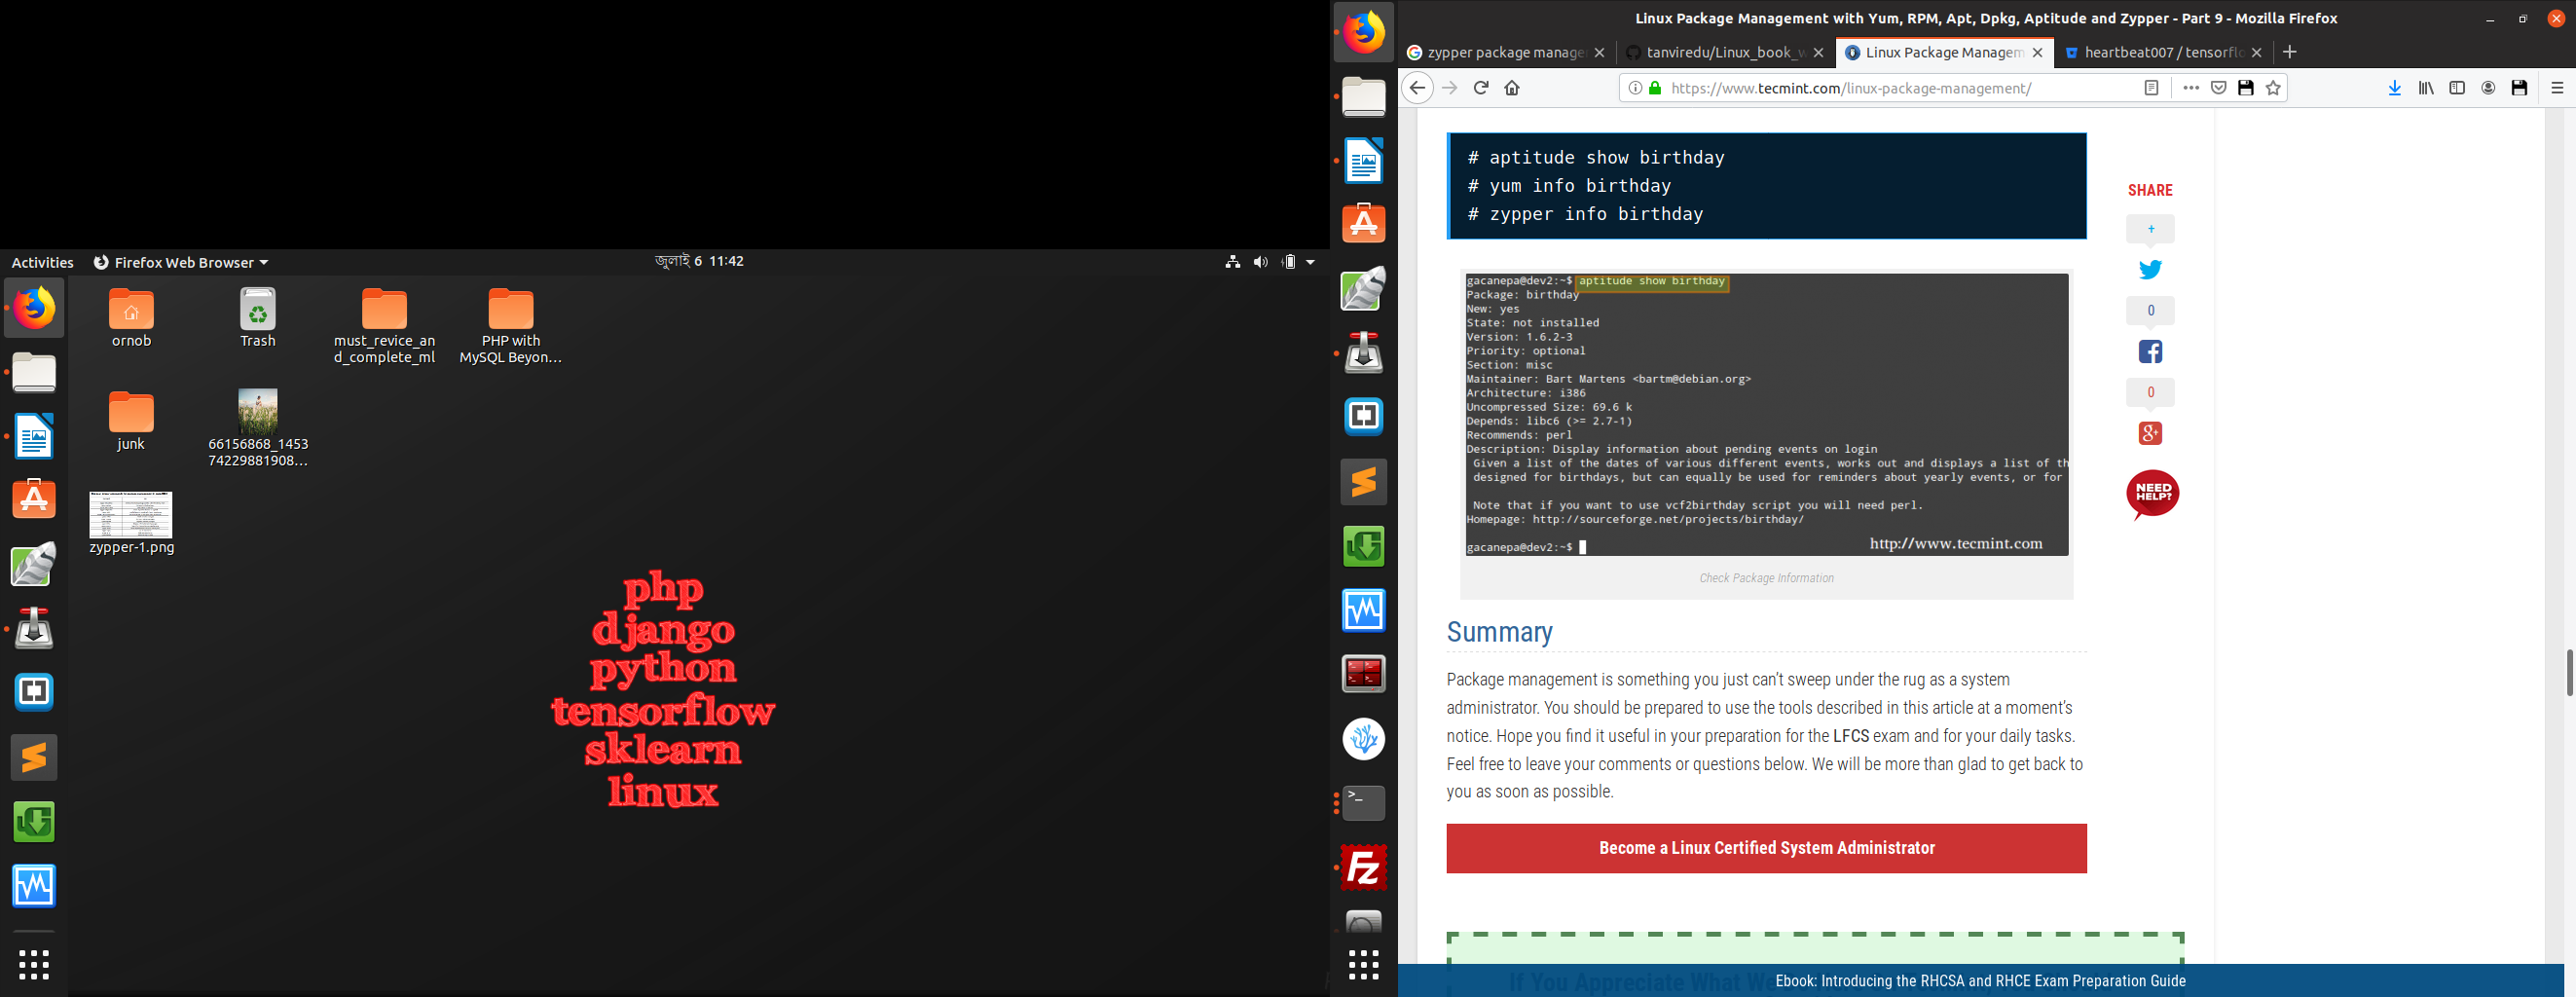 Activities
Firefox Web Browser
জুলাই 6 11:42
ornob
Trash
must_revice_an
d_complete_ml
PHP with
MySQL Beyon...
junk
66156868_1453
74229881908...
zypper-1.png
php
django
python
tensorflow
sklearn
linux
Linux Package Management with Yum, RPM, Apt, Dpkg, Aptitude and Zypper - Part 9 - Mozilla Firefox
zypper package manage
tanviredu/Linux_book_w
Linux Package Managem
heartbeat007 / tensorflo
https://www.tecmint.com/linux-package-management/
# aptitude show birthday
# yum info birthday
# zypper info birthday
gacanepa@dev2:~$ aptitude show birthday
Package: birthday
New: yes
State: not installed
Version: 1.6.2-3
Priority: optional
Section: misc
Maintainer: Bart Martens <bartm@debian.org>
Architecture: i386
Uncompressed Size: 69.6 k
Depends: libc6 (>= 2.7-1)
Recommends: perl
Description: Display information about pending events on login
Given a list of the dates of various different events, works out and displays a list of th
designed for birthdays, but can equally be used for reminders about yearly events, or for
Note that if you want to use vcf2birthday script you will need perl.
Homepage: http://sourceforge.net/projects/birthday/
gacanepa@dev2:~$
http://www.tecmint.com
Check Package Information
SHARE
+
0
0
NEED
HELP?
Summary
Package management is something you just can't sweep under the rug as a system
administrator. You should be prepared to use the tools described in this article at a moment's
notice. Hope you find it useful in your preparation for the LFCS exam and for your daily tasks.
Feel free to leave your comments or questions below. We will be more than glad to get back to
you as soon as possible.
Become a Linux Certified System Administrator
If You Appreciate What We
Ebook: Introducing the RHCSA and RHCE Exam Preparation Guide